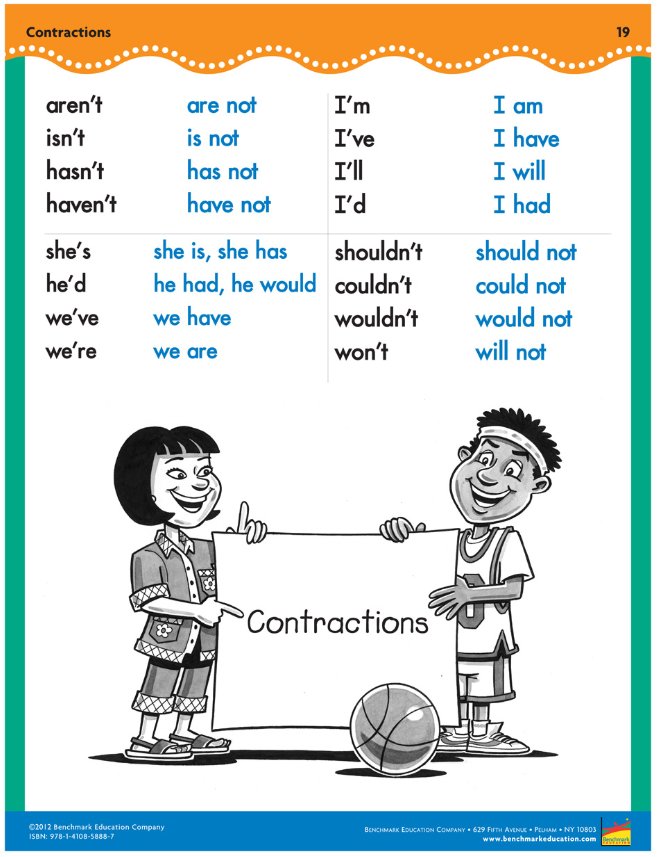 Contractions 19
aren't are not
isn't is not
hasn't has not
haven't have not
I'm I am
I've I have
I'll I will
I'd I had
she's she is, she has
he'd he had, he would
we've we have
we're we are
shouldn't should not
couldn't could not
wouldn't would not
won't will not
Contractions
©2012 Benchmark Education Company
ISBN: 978-1-4108-5888-7
Benchmark Education Company • 629 Fifth Avenue • Pelham • NY 10803
www.benchmarkeducation.com
Benchmark
EDUCATION